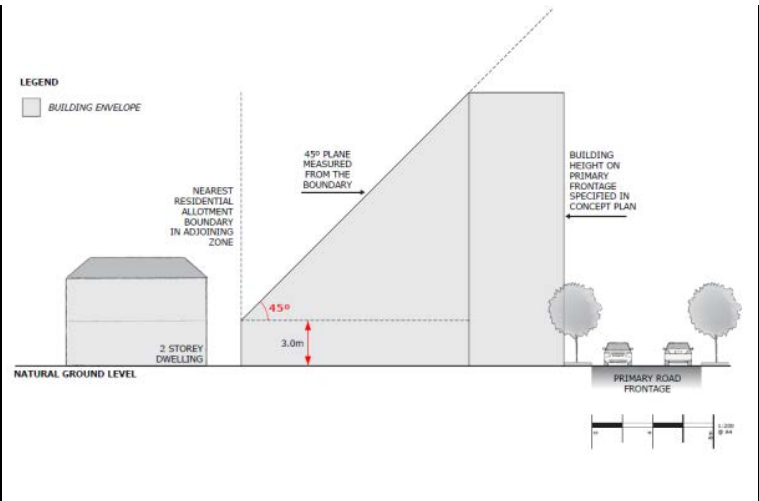 LEGEND
BUILDING ENVELOPE
45º PLANE
MEASURED
FROM THE
BOUNDARY
BUILDING
HEIGHT ON
PRIMARY
FRONTAGE
SPECIFIED IN
CONCEPT PLAN
NEAREST
RESIDENTIAL
ALLOTMENT
BOUNDARY
IN ADJOINING
ZONE
45º
3.0m
2 STOREY
DWELLING
NATURAL GROUND LEVEL
PRIMARY ROAD
FRONTAGE
1:200
@ A4